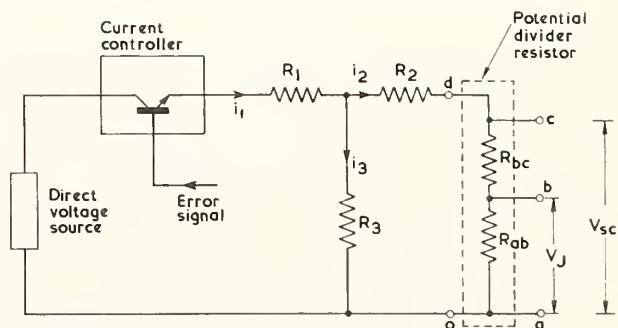 Current
controller
Potential
divider
resistor
R1
i2
R2
d
c
i1
i3
Rbc
Direct
voltage
source
Error
signal
R3
b
Rab
VJ
Vsc
o
a